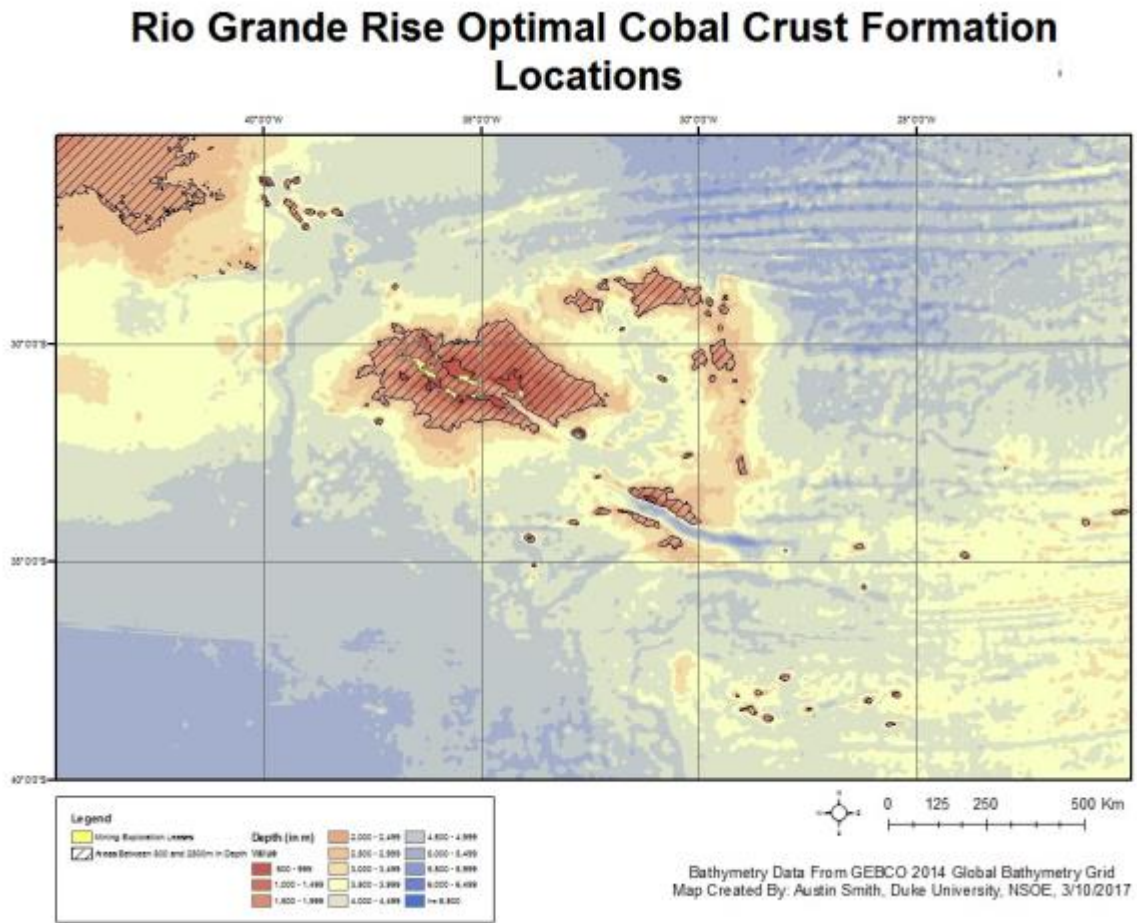 Rio Grande Rise Optimal Cobal Crust Formation
Locations
40°0'0"W 35°0'0"W 30°0'0"W 25°0'0"W
30°0'0"S
35°0'0"S
40°0'0"S
Legend
Mining Exploration Leases
Areas Between 800 and in Depth
Depth (in m)
Value
1,000 - 1,499
1,500 - 1,999
2,000 - 2,499
2,500 - 2,999
3,000 - 3,499
3,500 - 3,999
4,000 - 4,499
4,500 - 4,999
5,000 - 5,499
5,500 - 5,999
6,000 - 6,499
0 125 250 500 Km
Bathymetry Data From GEBCO 2014 Global Bathymetry Grid
Map Created By: Austin Smith, Duke University, NSOE, 3/10/2017